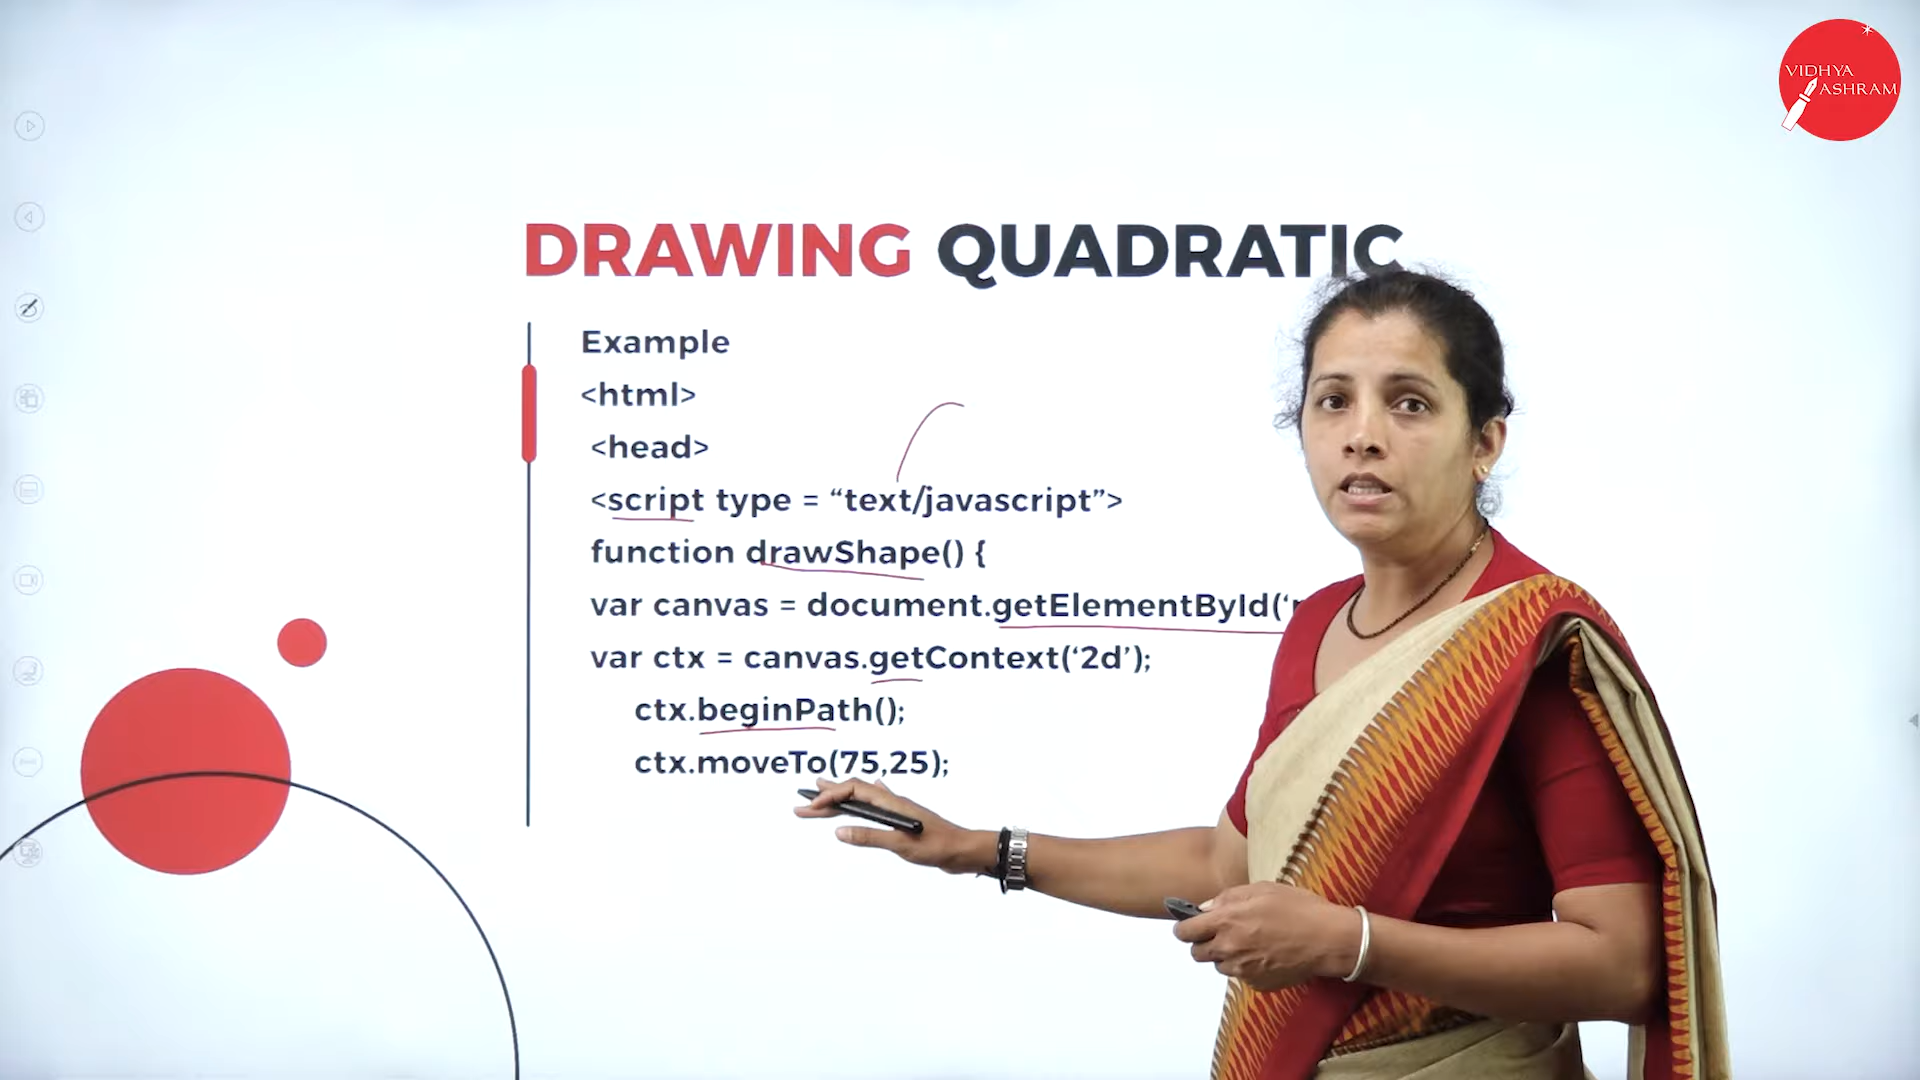 VIDHYA
ASHRAM
DRAWING QUADRATIC
Example
<html>
<head>
<script type = “text/javascript”>
function drawShape() {
var canvas = document.getElementById(‘
var ctx = canvas.getContext(‘2d’);
ctx.beginPath();
ctx.moveTo(75,25);